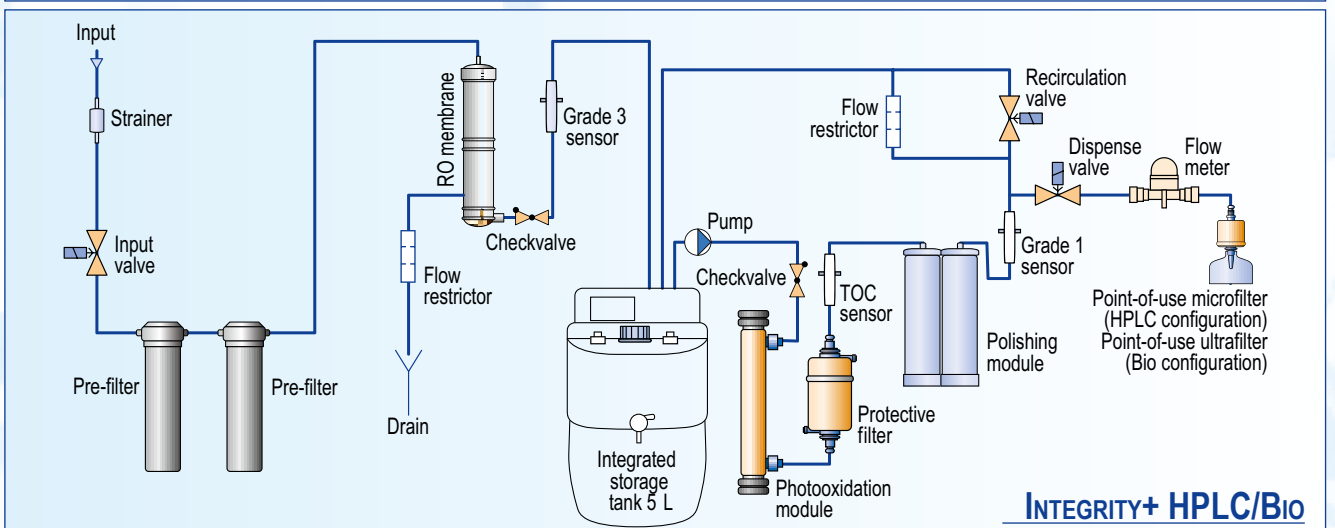 Input
Strainer
Input
valve
Pre-filter
Pre-filter
RO membrane
Grade 3
sensor
Checkvalve
Flow
restrictor
Drain
Integrated
storage
tank 5 L
Pump
Checkvalve
Photooxidation
module
Protective
filter
TOC
sensor
Polishing
module
Grade 1
sensor
Flow
restrictor
Recirculation
valve
Dispense
valve
Flow
meter
Point-of-use microfilter
(HPLC configuration)
Point-of-use ultrafilter
(Bio configuration)
INTEGRITY+ HPLC/BIO